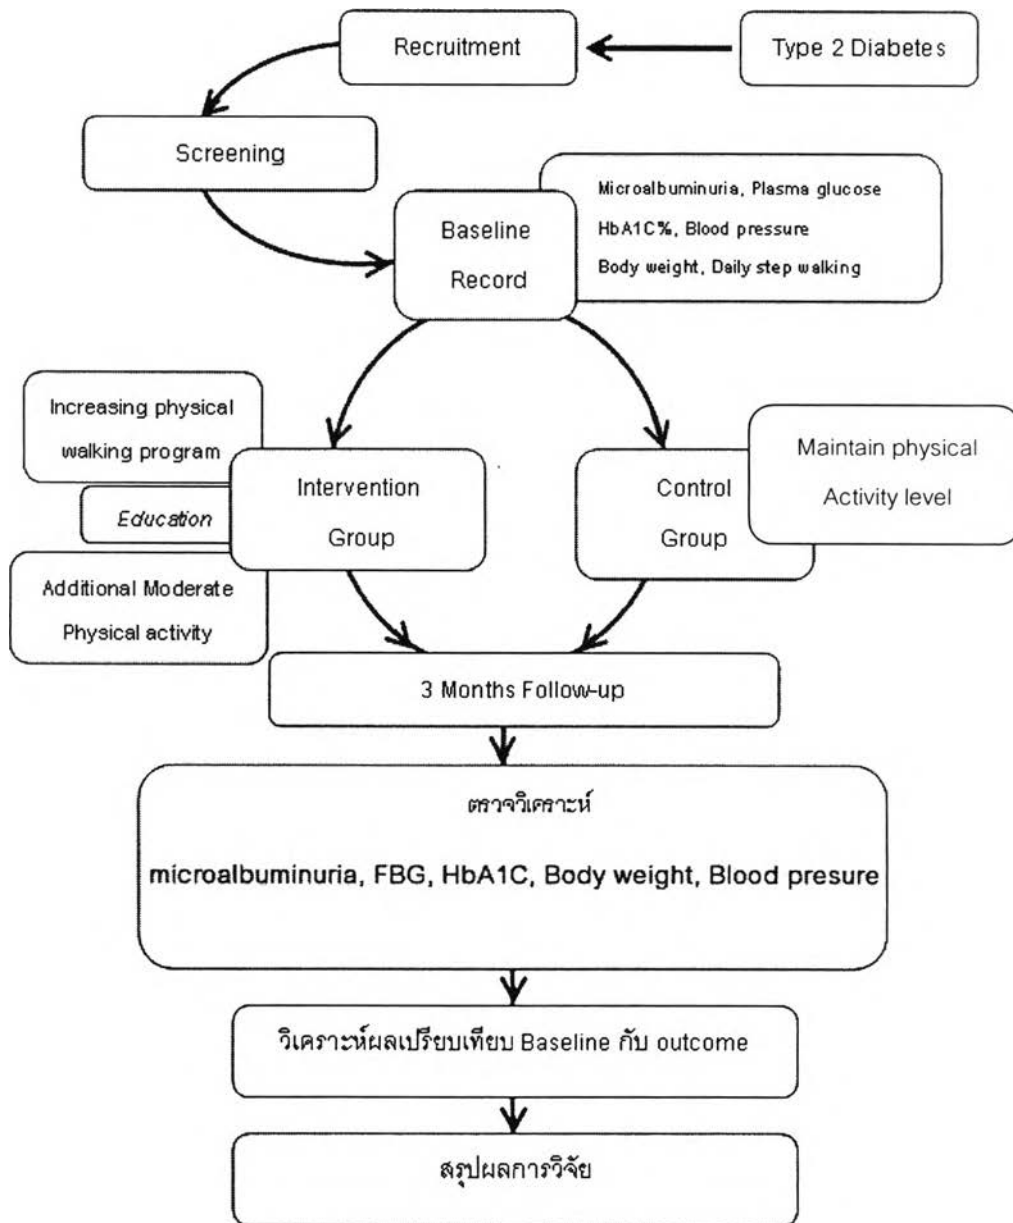 Recruitment
Type 2 Diabetes
Screening
Baseline
Record
Microalbuminuria, Plasma glucose
HbA1C%, Blood pressure
Body weight, Daily step walking
Increasing physical
walking program
Education
Additional Moderate
Physical activity
Intervention
Group
Control
Group
Maintain physical
Activity level
3 Months Follow-up
ตรวจวิเคราะห์
microalbuminuria, FBG, HbA1C, Body weight, Blood presure
วิเคราะห์ผลเปรียบเทียบ Baseline กับ outcome
สรุปผลการวิจัย